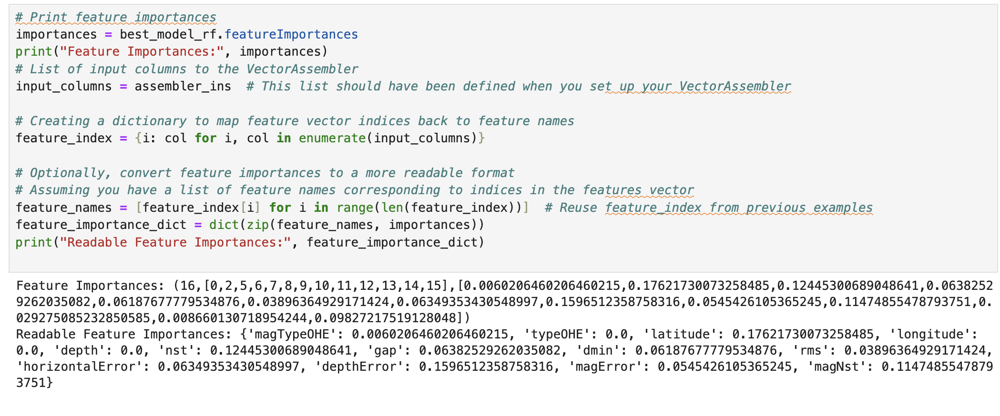 # Print feature importances
importances = best_model_rf.featureImportances
print("Feature Importances:", importances)
# List of input columns to the VectorAssembler
input_columns = assembler_ins  # This list should have been defined when you set up your VectorAssembler
# Creating a dictionary to map feature vector indices back to feature names
feature_index = {i: col for i, col in enumerate(input_columns)}
# Optionally, convert feature importances to a more readable format
# Assuming you have a list of feature names corresponding to indices in the features vector
feature_names = [feature_index[i] for i in range(len(feature_index))]  # Reuse feature_index from previous examples
feature_importance_dict = dict(zip(feature_names, importances))
print("Readable Feature Importances:", feature_importance_dict)
Feature Importances: (16,[0,2,5,6,7,8,9,10,11,12,13,14,15],[0.0060206460206460215,0.17621730073258485,0.12445300689048641,0.0638252
9262035082,0.06187677779534876,0.03896364929171424,0.06349353430548997,0.1596512358758316,0.0545426105365245,0.11474855478793751,0.
029275085232850585,0.008660130718954244,0.09827217519128048])
Readable Feature Importances: {'magTypeOHE': 0.0060206460206460215, 'typeOHE': 0.0, 'latitude': 0.17621730073258485, 'longitude':
0.0, 'depth': 0.0, 'nst': 0.12445300689048641, 'gap': 0.06382529262035082, 'dmin': 0.06187677779534876, 'rms': 0.03896364929171424,
'horizontalError': 0.06349353430548997, 'depthError': 0.1596512358758316, 'magError': 0.0545426105365245, 'magNst': 0.1147485547879
3751}